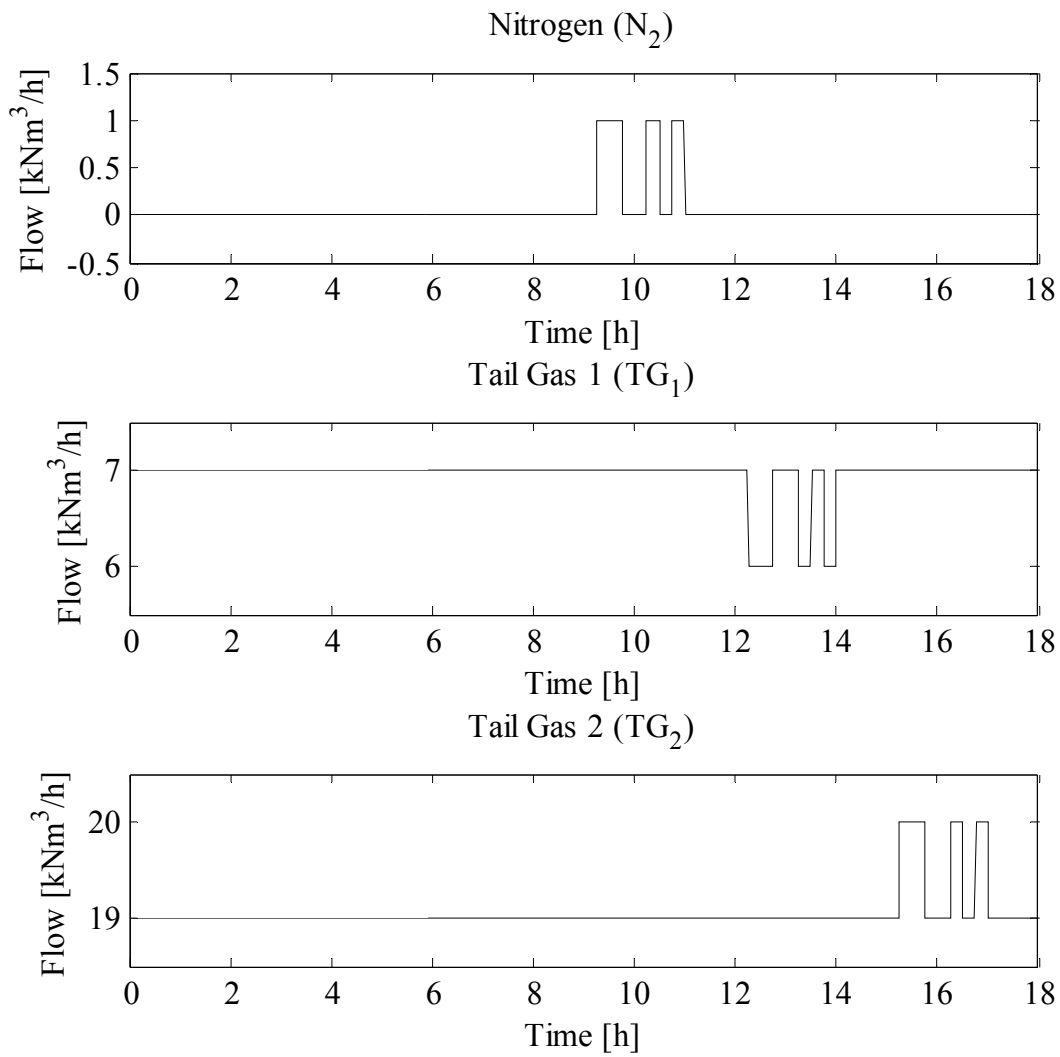 Nitrogen (N2)
Flow [kNm3/h]
1.5
1
0.5
0
-0.5
0 2 4 6 8 10 12 14 16 18
Time [h]
Tail Gas 1 (TG1)
Flow [kNm3/h]
7
6
0 2 4 6 8 10 12 14 16 18
Time [h]
Tail Gas 2 (TG2)
Flow [kNm3/h]
20
19
0 2 4 6 8 10 12 14 16 18
Time [h]